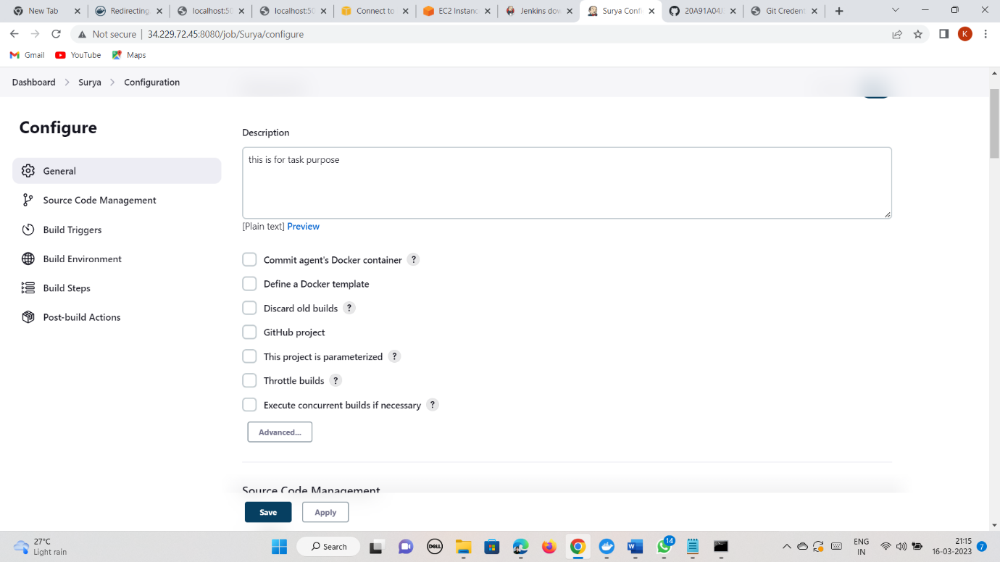 New Tab
Redirecting
localhost:50
localhost:50
Connect to
EC2 Instanc
Jenkins dow
Surya Confi
20A91A04J
Git Credent
Not secure
34.229.72.45:8080/job/Surya/configure
K
Gmail
YouTube
Maps
Dashboard
Surya
Configuration
Configure
General
Source Code Management
Build Triggers
Build Environment
Build Steps
Post-build Actions
Description
this is for task purpose
[Plain text] Preview
Commit agent's Docker container ?
Define a Docker template
Discard old builds ?
GitHub project
This project is parameterized ?
Throttle builds ?
Execute concurrent builds if necessary ?
Advanced...
Source Code Management
Save
Apply
27°C
Light rain
Search
DELL
14
ENG
IN
21:15
16-03-2023
7